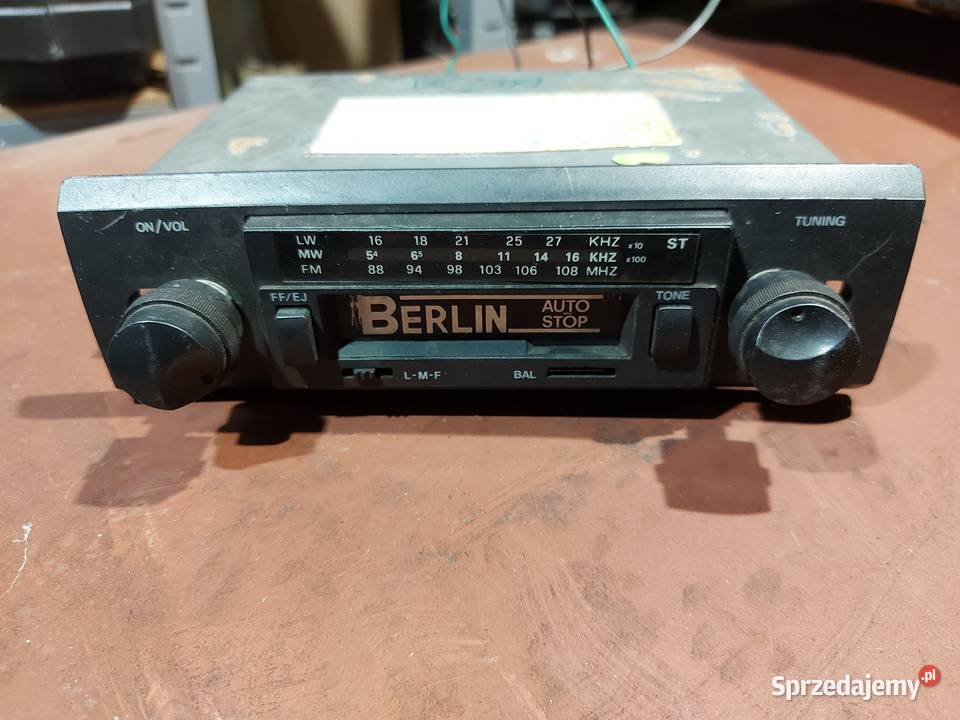 ON/VOL
TUNING
LW 16 18 21 25 27 KHZ x10 ST
MW 5⁴ 6⁵ 8 11 14 16 KHZ x100
FM 88 94 98 103 106 108 MHZ
FF/EJ
TONE
BERLIN
AUTO
STOP
L-M-F
BAL
Sprzedajemy.pl